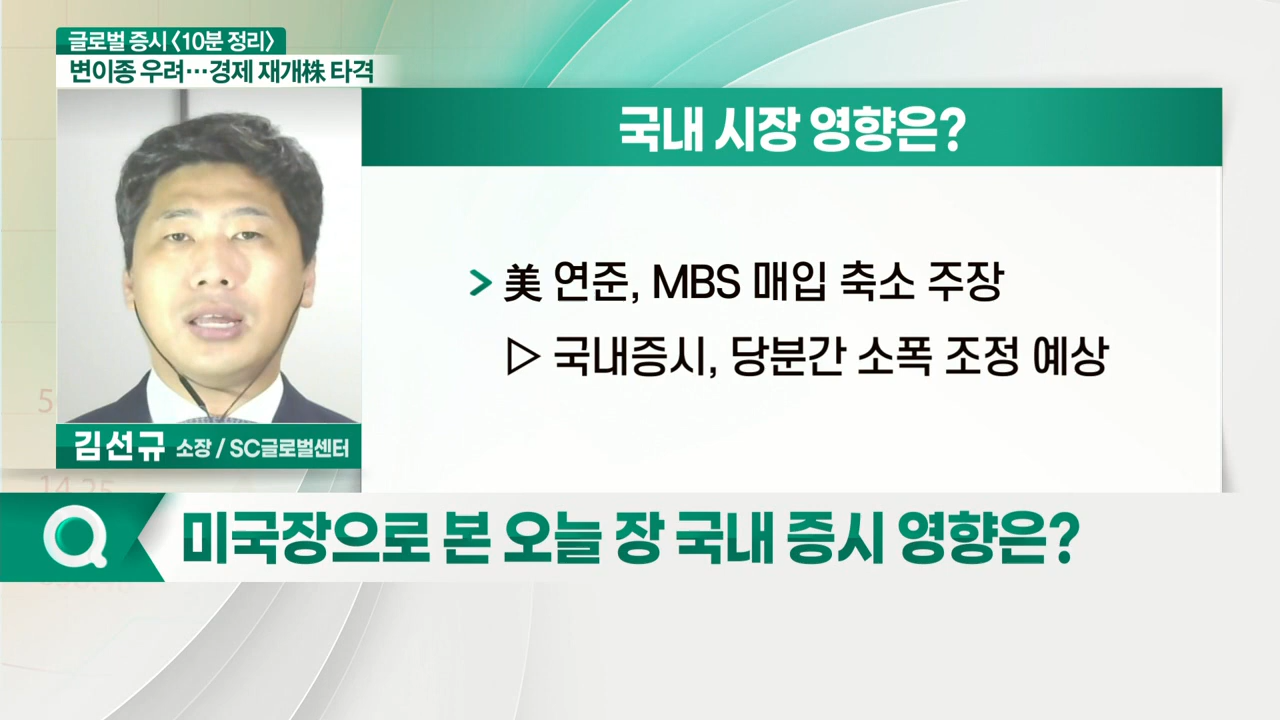 글로벌 증시 〈10분 정리〉
변이종 우려…경제 재개株 타격
국내 시장 영향은?
> 美 연준, MBS 매입 축소 주장
▷ 국내증시, 당분간 소폭 조정 예상
김선규 소장 / SC글로벌센터
Q 미국장으로 본 오늘 장 국내 증시 영향은?